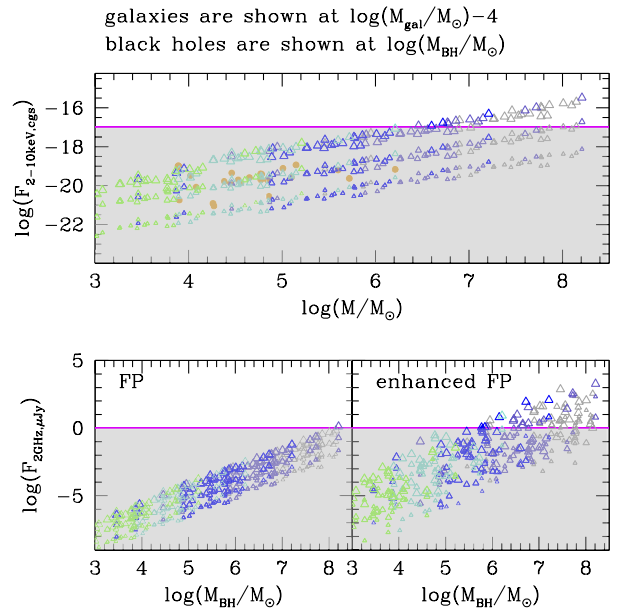 galaxies are shown at log(M_gal/M_⊙)−4
black holes are shown at log(M_BH/M_⊙)
log(F_2−10keV,cgs)
−16
−18
−20
−22
3 4 5 6 7 8
log(M/M_⊙)
log(F_2GHz,μJy)
5
0
−5
FP
enhanced FP
3 4 5 6 7 8 3 4 5 6 7 8
log(M_BH/M_⊙) log(M_BH/M_⊙)